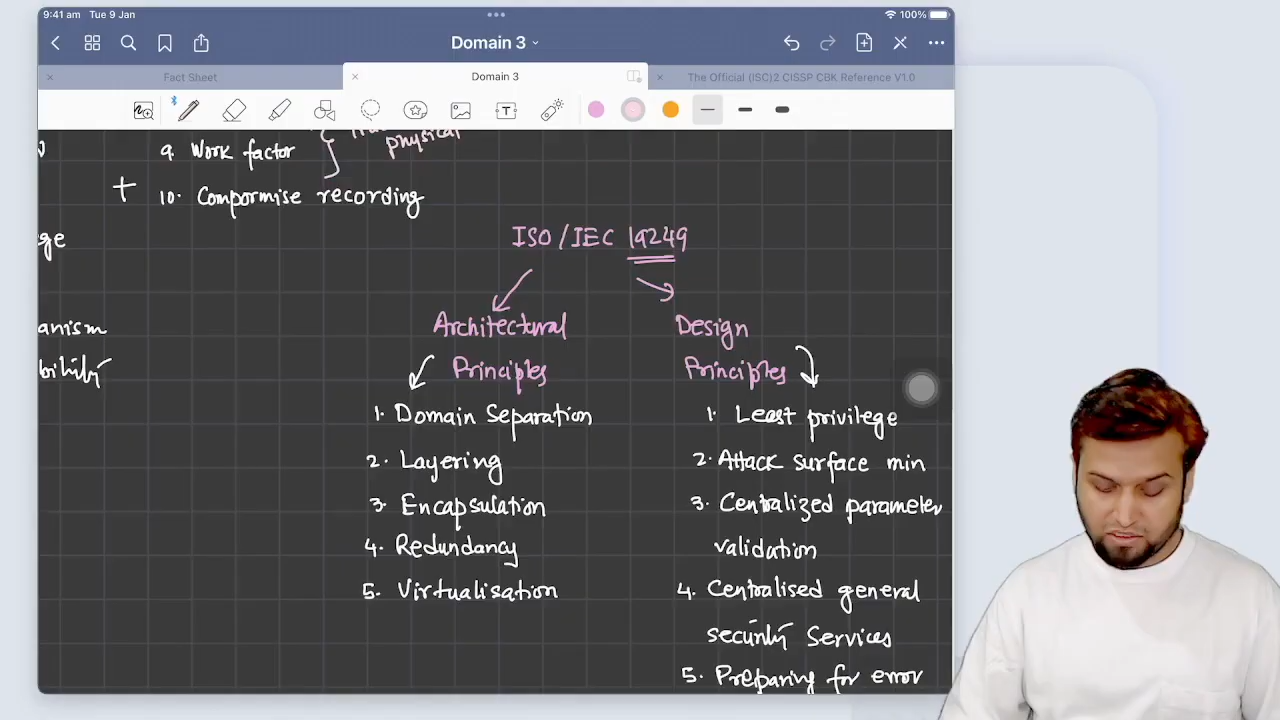 9:41 am Tue 9 Jan
100%
Domain 3
Fact Sheet
Domain 3
The Official (ISC)2 CISSP CBK Reference V1.0
physical
9. Work factor
+ 10. Compormise recording
ISO/IEC 19249
Architectural
Principles
1. Domain Separation
2. Layering
3. Encapsulation
4. Redundancy
5. Virtualisation
Design
Principles
1. Least privilege
2. Attack surface min
3. Centralized parameter
validation
4. Centralised general
security Services
5. Preparing for error